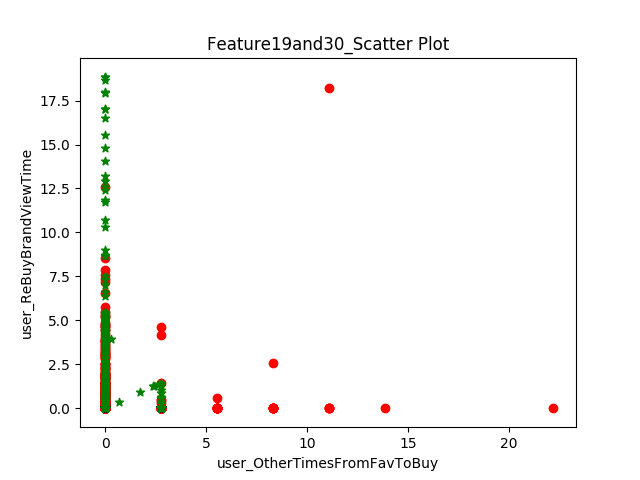 Feature19and30_Scatter Plot
user_ReBuyBrandViewTime
17.5
15.0
12.5
10.0
7.5
5.0
2.5
0.0
0 5 10 15 20
user_OtherTimesFromFavToBuy